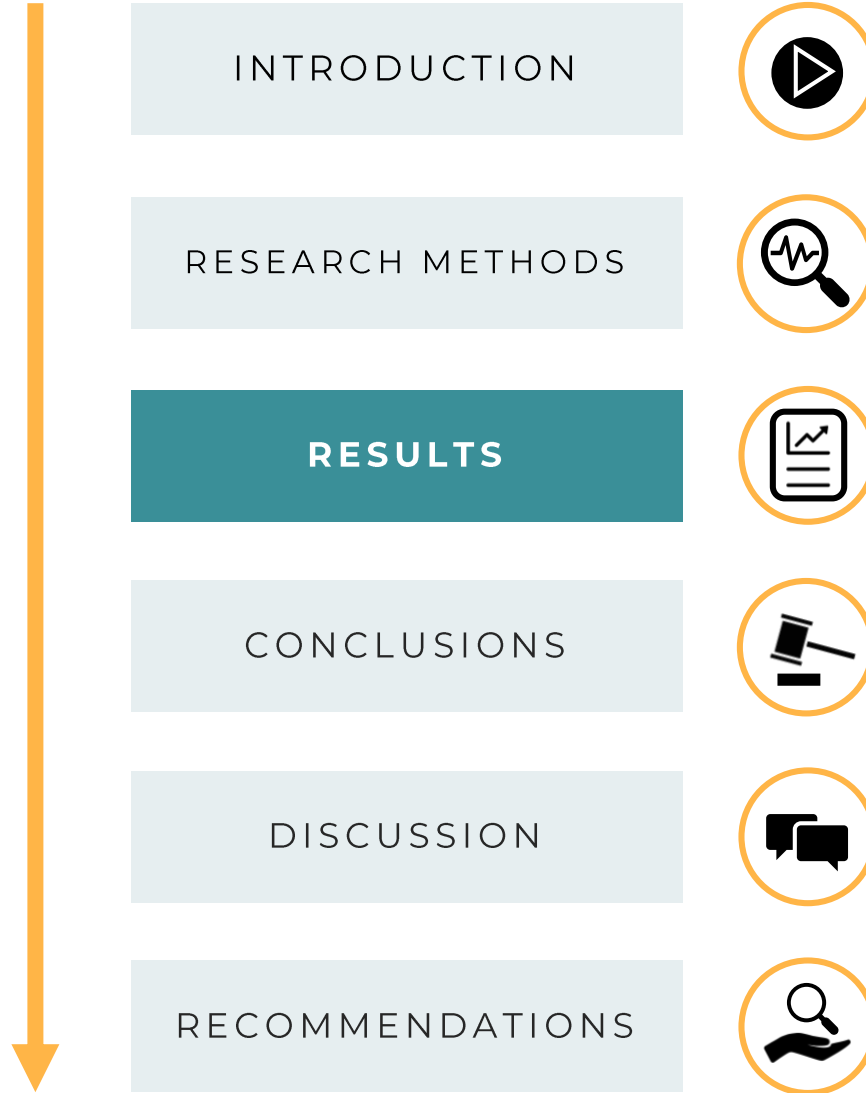 INTRODUCTION
RESEARCH METHODS
RESULTS
CONCLUSIONS
DISCUSSION
RECOMMENDATIONS